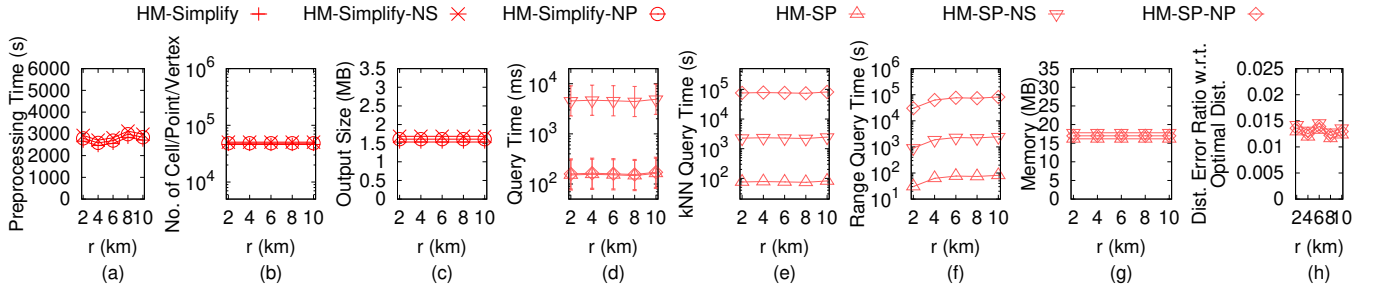 HM-Simplify HM-Simplify-NS HM-Simplify-NP HM-SP HM-SP-NS HM-SP-NP
Preprocessing Time (s)
6000
5000
4000
3000
2000
1000
0
2 4 6 8 10
r (km)
(a)
No. of Cell/Point/Vertex
10^6
10^5
10^4
2 4 6 8 10
r (km)
(b)
Output Size (MB)
3.5
3
2.5
2
1.5
1
0.5
0
2 4 6 8 10
r (km)
(c)
Query Time (ms)
10^4
10^3
10^2
2 4 6 8 10
r (km)
(d)
kNN Query Time (s)
10^5
10^4
10^3
10^2
2 4 6 8 10
r (km)
(e)
Range Query Time (s)
10^6
10^5
10^4
10^3
10^2
10^1
2 4 6 8 10
r (km)
(f)
Memory (MB)
35
30
25
20
15
10
5
0
2 4 6 8 10
r (km)
(g)
Dist. Error Ratio w.r.t.
Optimal Dist.
0.025
0.02
0.015
0.01
0.005
0
2 4 6 8 10
r (km)
(h)